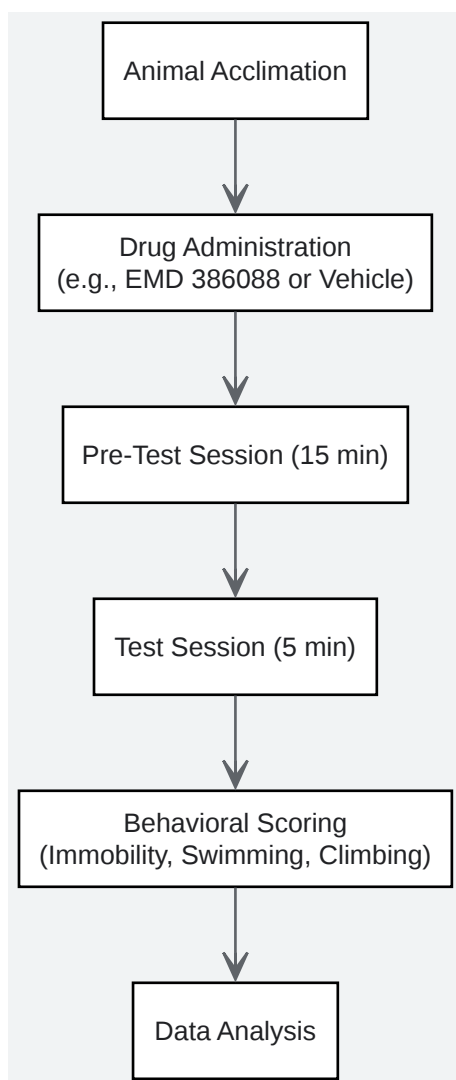 Animal Acclimation
Drug Administration
(e.g., EMD 386088 or Vehicle)
Pre-Test Session (15 min)
Test Session (5 min)
Behavioral Scoring
(Immobility, Swimming, Climbing)
Data Analysis